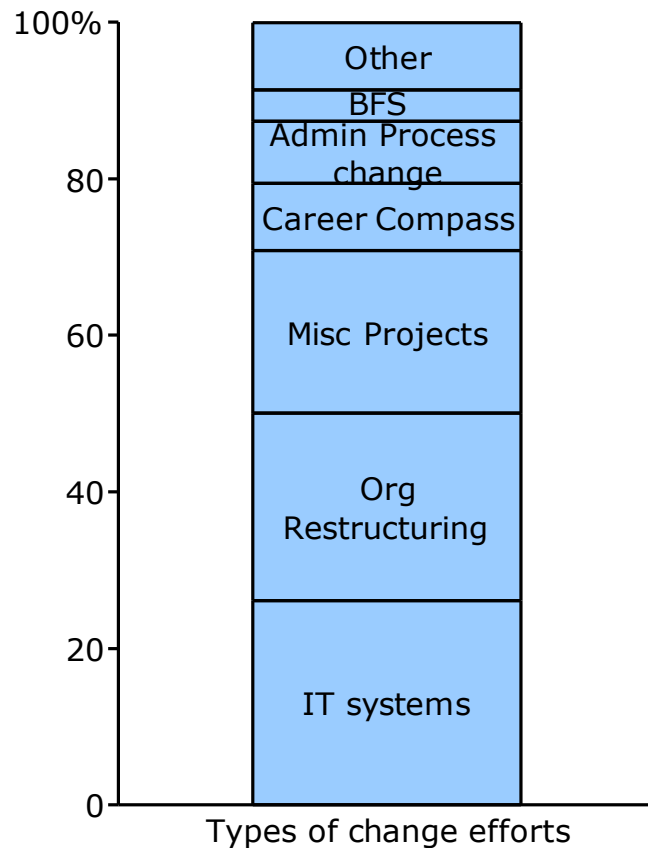 100%
Other
BFS
Admin Process
change
80
Career Compass
60
Misc Projects
40
Org
Restructuring
20
IT systems
0
Types of change efforts